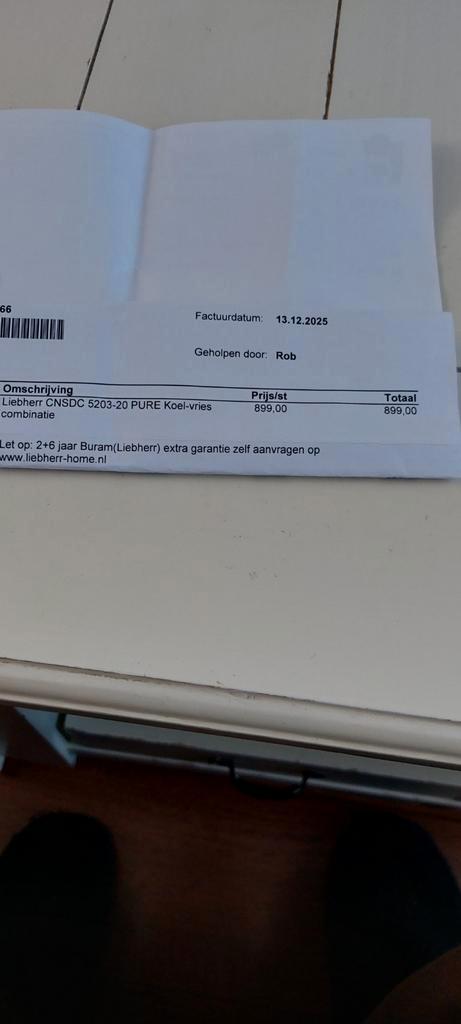 66
Factuurdatum: 13.12.2025
Geholpen door: Rob
Omschrijving Prijs/st Totaal
Liebherr CNSDC 5203-20 PURE Koel-vries 899,00 899,00
combinatie
Let op: 2+6 jaar Buram(Liebherr) extra garantie zelf aanvragen op
www.liebherr-home.nl